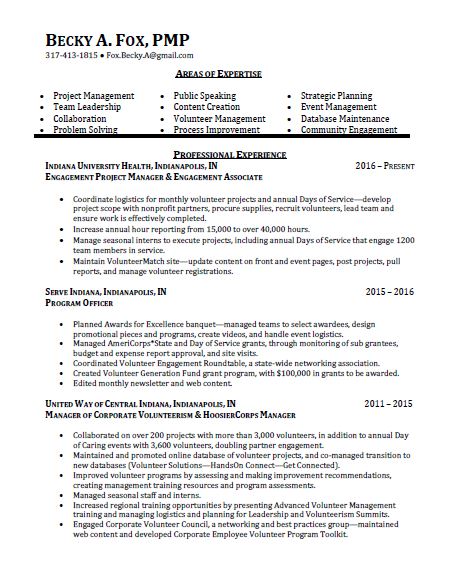 BECKY A. FOX, PMP
317-413-1815 ● Fox.Becky.A@gmail.com
AREAS OF EXPERTISE
• Project Management • Public Speaking • Strategic Planning
• Team Leadership • Content Creation • Event Management
• Collaboration • Volunteer Management • Database Maintenance
• Problem Solving • Process Improvement • Community Engagement
PROFESSIONAL EXPERIENCE
INDIANA UNIVERSITY HEALTH, INDIANAPOLIS, IN 2016 – PRESENT
ENGAGEMENT PROJECT MANAGER & ENGAGEMENT ASSOCIATE
• Coordinate logistics for monthly volunteer projects and annual Days of Service—develop
project scope with nonprofit partners, procure supplies, recruit volunteers, lead team and
ensure work is effectively completed.
• Increase annual hour reporting from 15,000 to over 40,000 hours.
• Manage seasonal interns to execute projects, including annual Days of Service that engage 1200
team members in service.
• Maintain VolunteerMatch site—update content on front and event pages, post projects, pull
reports, and manage volunteer registrations.
SERVE INDIANA, INDIANAPOLIS, IN 2015 – 2016
PROGRAM OFFICER
• Planned Awards for Excellence banquet—managed teams to select awardees, design
promotional pieces and programs, create videos, and handle event logistics.
• Managed AmeriCorps*State and Day of Service grants, through monitoring of sub grantees,
budget and expense report approval, and site visits.
• Coordinated Volunteer Engagement Roundtable, a state-wide networking association.
• Created Volunteer Generation Fund grant program, with $100,000 in grants to be awarded.
• Edited monthly newsletter and web content.
UNITED WAY OF CENTRAL INDIANA, INDIANAPOLIS, IN 2011 – 2015
MANAGER OF CORPORATE VOLUNTEERISM & HOOSIERCORPS MANAGER
• Collaborated on over 200 projects with more than 3,000 volunteers, in addition to annual Day
of Caring events with 3,600 volunteers, doubling partner engagement.
• Maintained and promoted online database of volunteer projects, and co-managed transition to
new databases (Volunteer Solutions—HandsOn Connect—Get Connected).
• Improved volunteer programs by assessing and making improvement recommendations,
creating management training resources and program assessments.
• Managed seasonal staff and interns.
• Increased regional training opportunities by presenting Advanced Volunteer Management
training and managing logistics and planning for Leadership and Volunteerism Summits.
• Engaged Corporate Volunteer Council, a networking group on employee volunteerism and
rebranded and developed Corporate Employee Volunteer Program Toolkit.